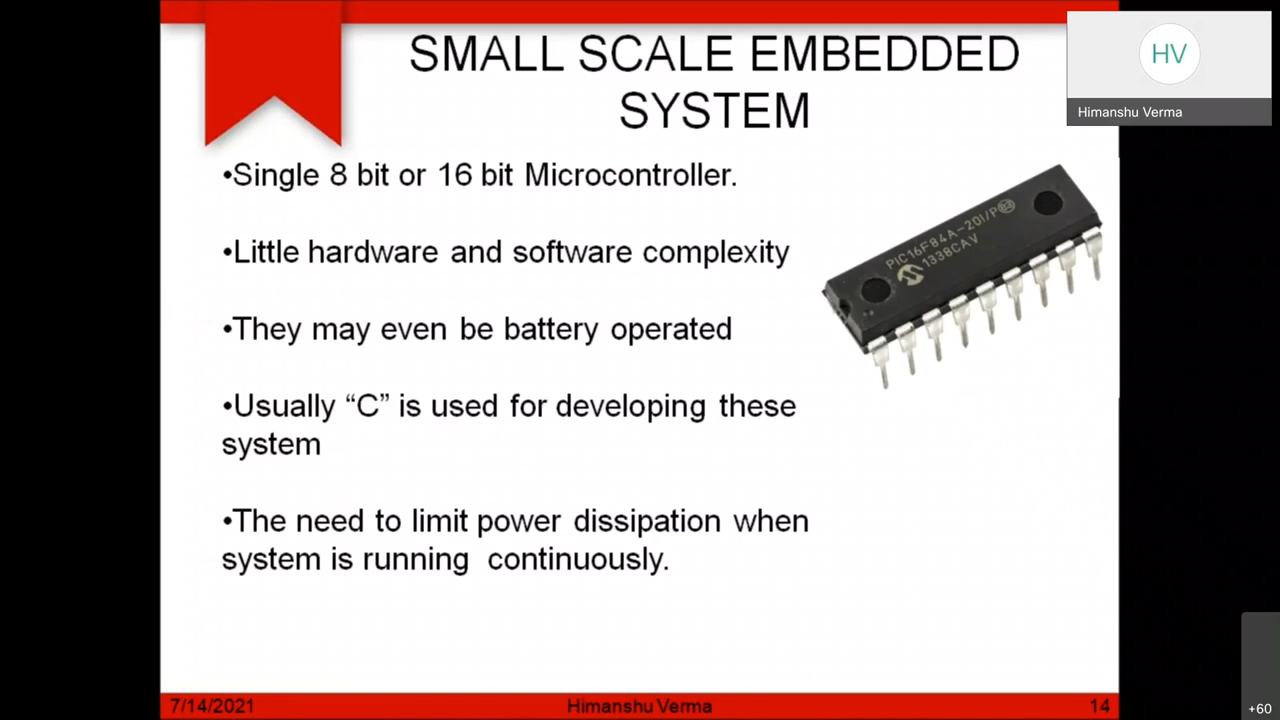 SMALL SCALE EMBEDDED
SYSTEM
HV
Himanshu Verma
•Single 8 bit or 16 bit Microcontroller.
•Little hardware and software complexity
•They may even be battery operated
•Usually “C” is used for developing these
system
•The need to limit power dissipation when
system is running continuously.
PIC16F84A-20I/P
1338CAV
7/14/2021
Himanshu Verma
14
+60